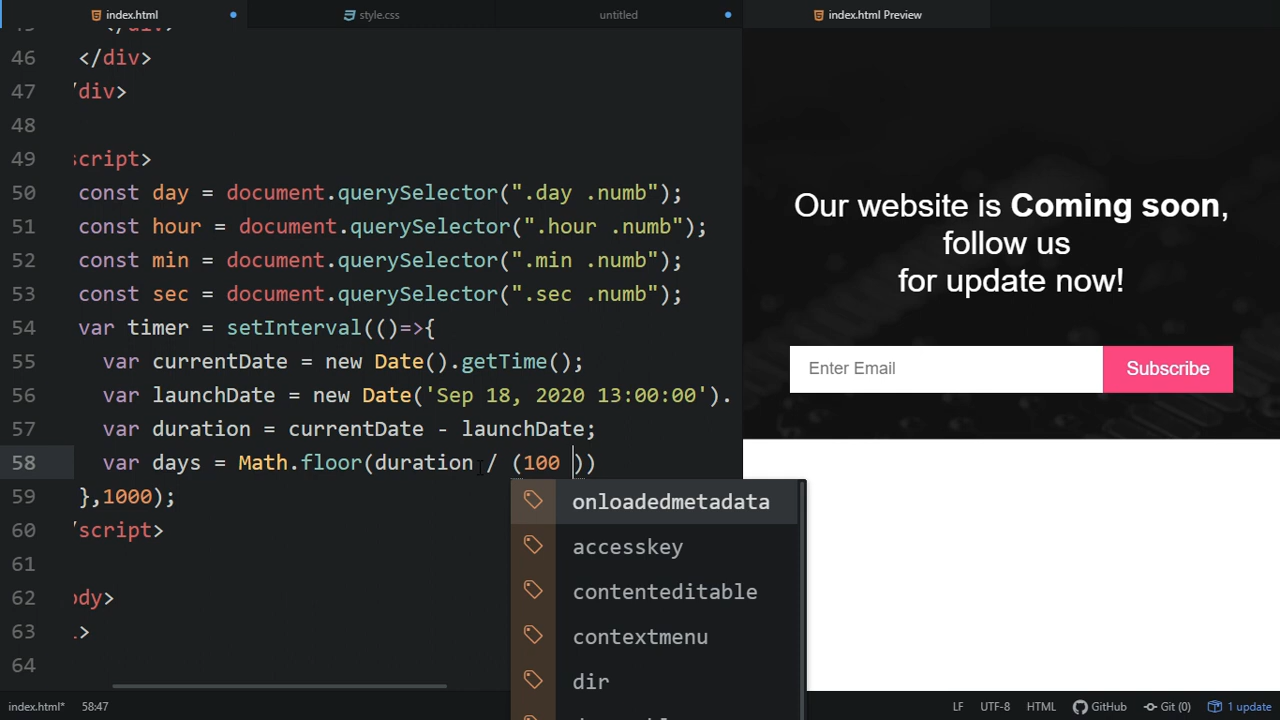 index.html
style.css
untitled
index.html Preview
46 </div>
47 /div>
48
49 script>
50 const day = document.querySelector(".day .numb");
51 const hour = document.querySelector(".hour .numb");
52 const min = document.querySelector(".min .numb");
53 const sec = document.querySelector(".sec .numb");
54 var timer = setInterval(()=>{
55 var currentDate = new Date().getTime();
56 var launchDate = new Date('Sep 18, 2020 13:00:00').
57 var duration = currentDate - launchDate;
58 var days = Math.floor(duration / (100 ))
59 },1000);
60 /script>
61
62 ody>
63 >
64
onloadedmetadata
accesskey
contenteditable
contextmenu
dir
Our website is Coming soon,
follow us
for update now!
Enter Email
Subscribe
index.html* 58:47 LF UTF-8 HTML GitHub Git (0) 1 update